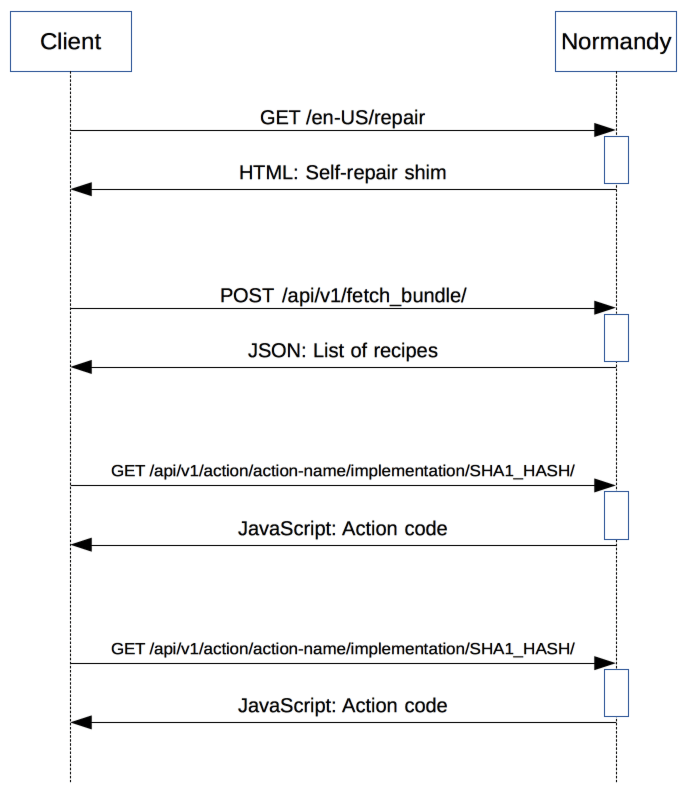 Client
Normandy
GET /en-US/repair
HTML: Self-repair shim
POST /api/v1/fetch_bundle/
JSON: List of recipes
GET /api/v1/action/action-name/implementation/SHA1_HASH/
JavaScript: Action code
GET /api/v1/action/action-name/implementation/SHA1_HASH/
JavaScript: Action code